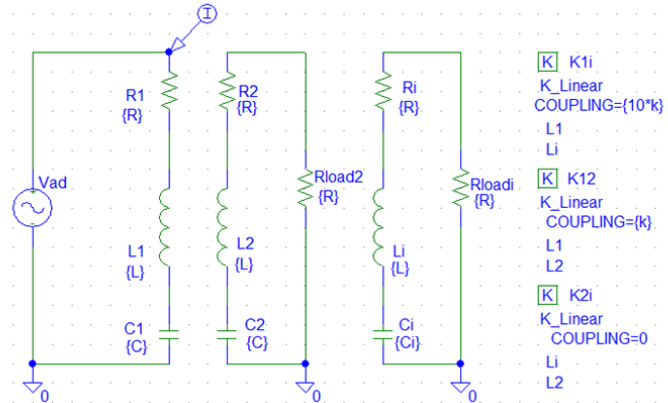 I
R1
{R}
R2
{R}
Ri
{R}
K K1i
K_Linear
COUPLING={10*k}
L1
Li
Vad
Rload2
{R}
Rloadi
{R}
K K12
K_Linear
COUPLING={k}
L1
L2
L1
{L}
L2
{L}
Li
{L}
K K2i
K_Linear
COUPLING=0
Li
L2
C1
{C}
C2
{C}
Ci
{Ci}
0
0
0